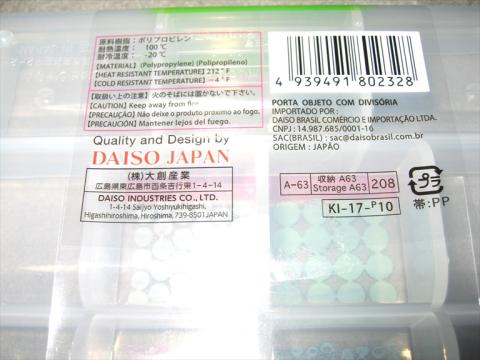 原料樹脂：ポリプロピレン
耐熱温度： 100℃
耐冷温度： -20℃
[MATERIAL] (Polypropylene) (Polipropileno)
[HEAT RESISTANT TEMPERATURE] 212°F
[COLD RESISTANT TEMPERATURE] −4°F
【取扱い上の注意】火のそばには置かないで下さい。
[CAUTION] Keep away from fire
[PRECAUÇÃO] Não deixe o produto próximo ao fogo.
[PRECAUCIÓN] Mantener lejos del fuego.
Quality and Design by
DAISO JAPAN
(株)大創産業
広島県東広島市西条吉行東1-4-14
DAISO INDUSTRIES CO., LTD.
1-4-14 Saijyo Yoshiyukihigashi,
Higashihiroshima, Hiroshima, 739-8501JAPAN
4 939491 802328
PORTA OBJETO COM DIVISÓRIA
IMPORTADO POR:
DAISO BRASIL COMÉRCIO E IMPORTAÇÃO LTDA.
CNPJ : 14.987.685/0001-16
SAC(BRASIL) : sac@daisobrasil.com.br
ORIGEM : JAPÃO
A-63 収納 A63 Storage A63 208
KI-17-P10
プラ
帯：PP